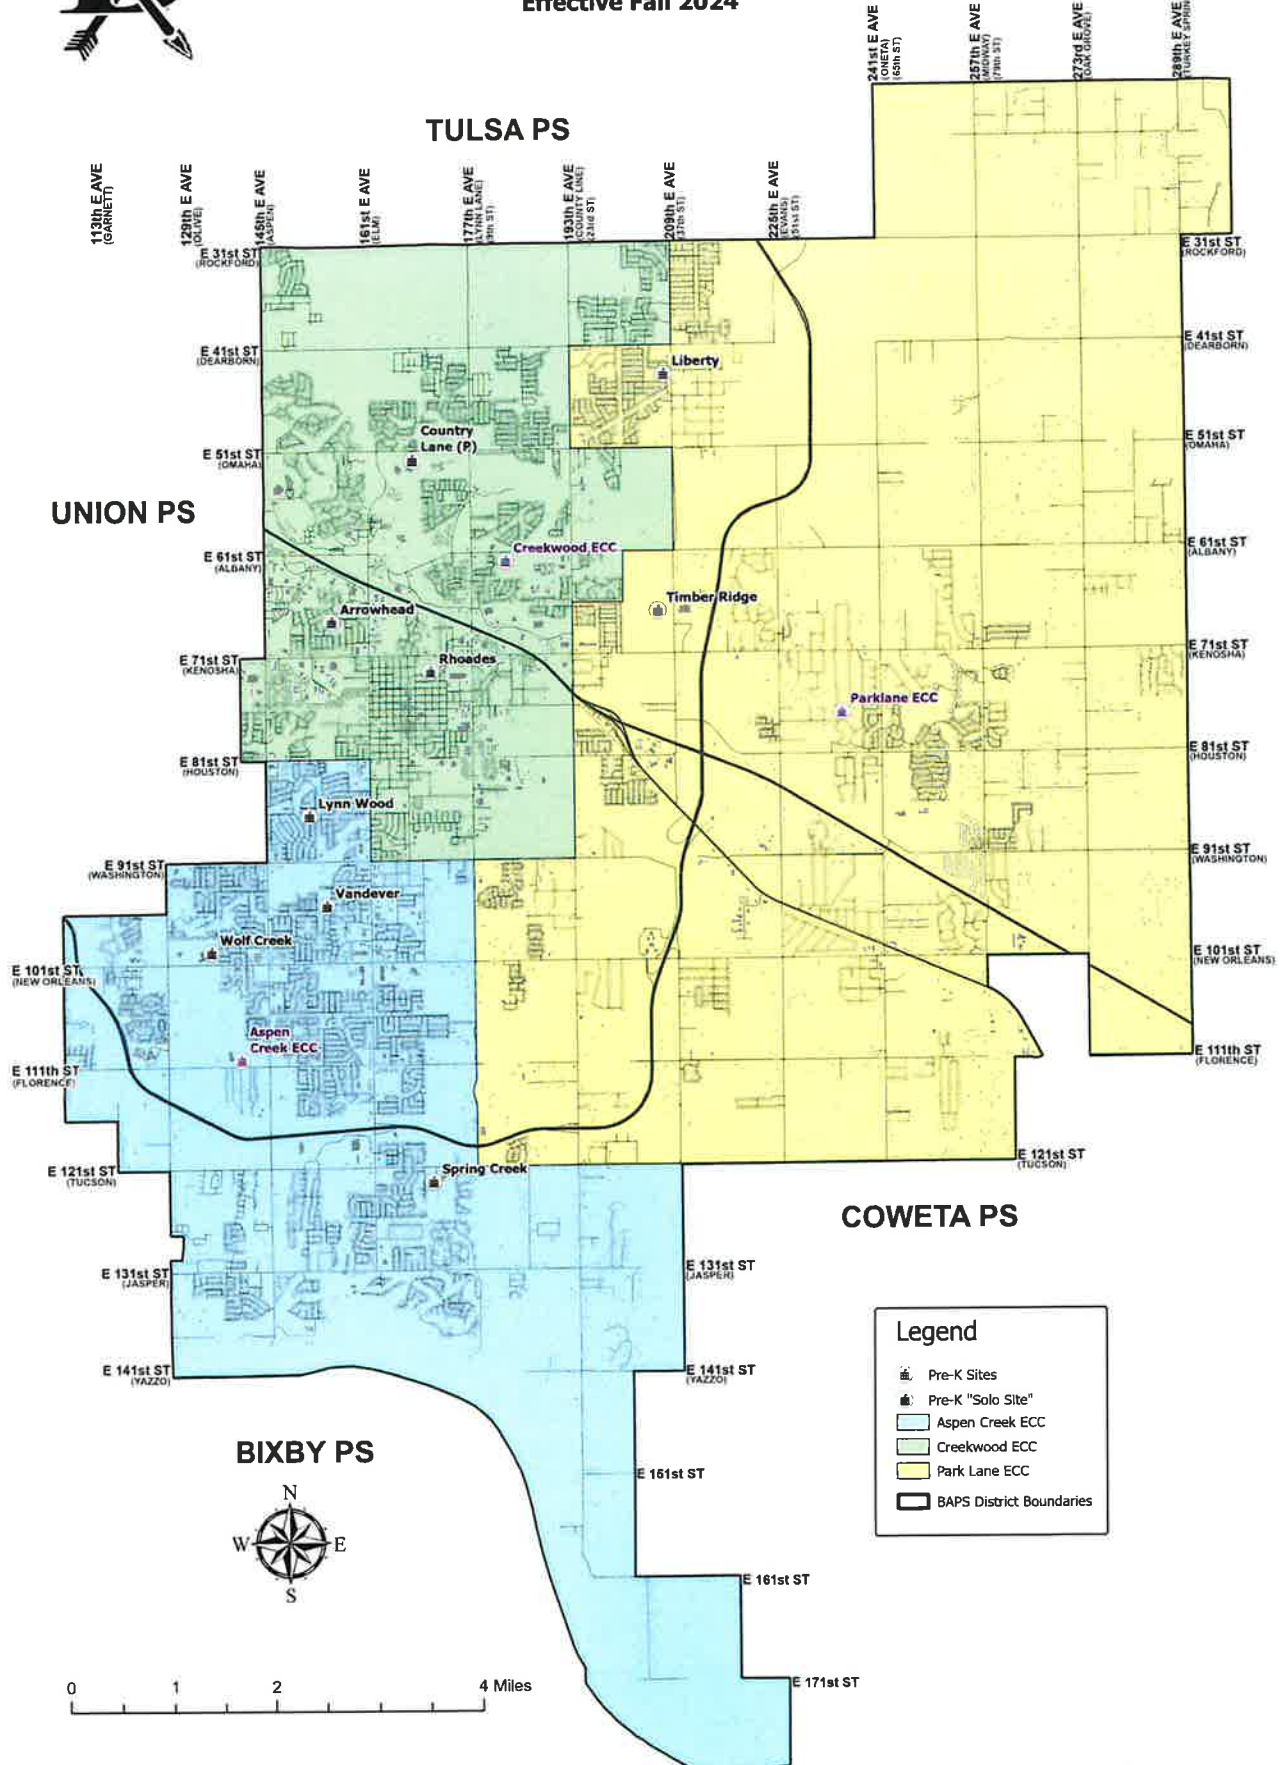 Effective Fall 2024
241st E AVE
(ONETA)
(65th ST)
257th E AVE
(MIDWAY)
(79th ST)
273rd E AVE
(OAK GROVE)
289th E AVE
TULSA PS
113th E AVE
(GARNETT)
129th E AVE
(OLIVE)
145th E AVE
(ASPEN)
161st E AVE
(ELM)
177th E AVE
(LYNN LANE)
(9th ST)
193th E AVE
(COUNTY LINE)
(23rd ST)
209th E AVE
(37th ST)
225th E AVE
(EVANS)
(51st ST)
E 31st ST
(ROCKFORD)
E 31st ST
(ROCKFORD)
E 41st ST
(DEARBORN)
Liberty
E 41st ST
(DEARBORN)
Country
Lane (P)
E 51st ST
(OMAHA)
E 51st ST
(OMAHA)
UNION PS
E 61st ST
(ALBANY)
Creekwood ECC
E 61st ST
(ALBANY)
Arrowhead
Timber Ridge
E 71st ST
(KENOSHA)
Rhoades
E 71st ST
(KENOSHA)
Parklane ECC
E 81st ST
(HOUSTON)
E 81st ST
(HOUSTON)
Lynn Wood
E 91st ST
(WASHINGTON)
E 91st ST
(WASHINGTON)
Vandever
Wolf Creek
E 101st ST
(NEW ORLEANS)
E 101st ST
(NEW ORLEANS)
Aspen
Creek ECC
E 111th ST
(FLORENCE)
E 111th ST
(FLORENCE)
E 121st ST
(TUCSON)
Spring Creek
E 121st ST
(TUCSON)
COWETA PS
E 131st ST
(JASPER)
E 131st ST
(JASPER)
E 141st ST
(YAZZO)
E 141st ST
(YAZZO)
Legend
Pre-K Sites
Pre-K "Solo Site"
Aspen Creek ECC
Creekwood ECC
Park Lane ECC
BAPS District Boundaries
BIXBY PS
E 151st ST
N
W
E
S
E 161st ST
E 171st ST
0
1
2
4 Miles